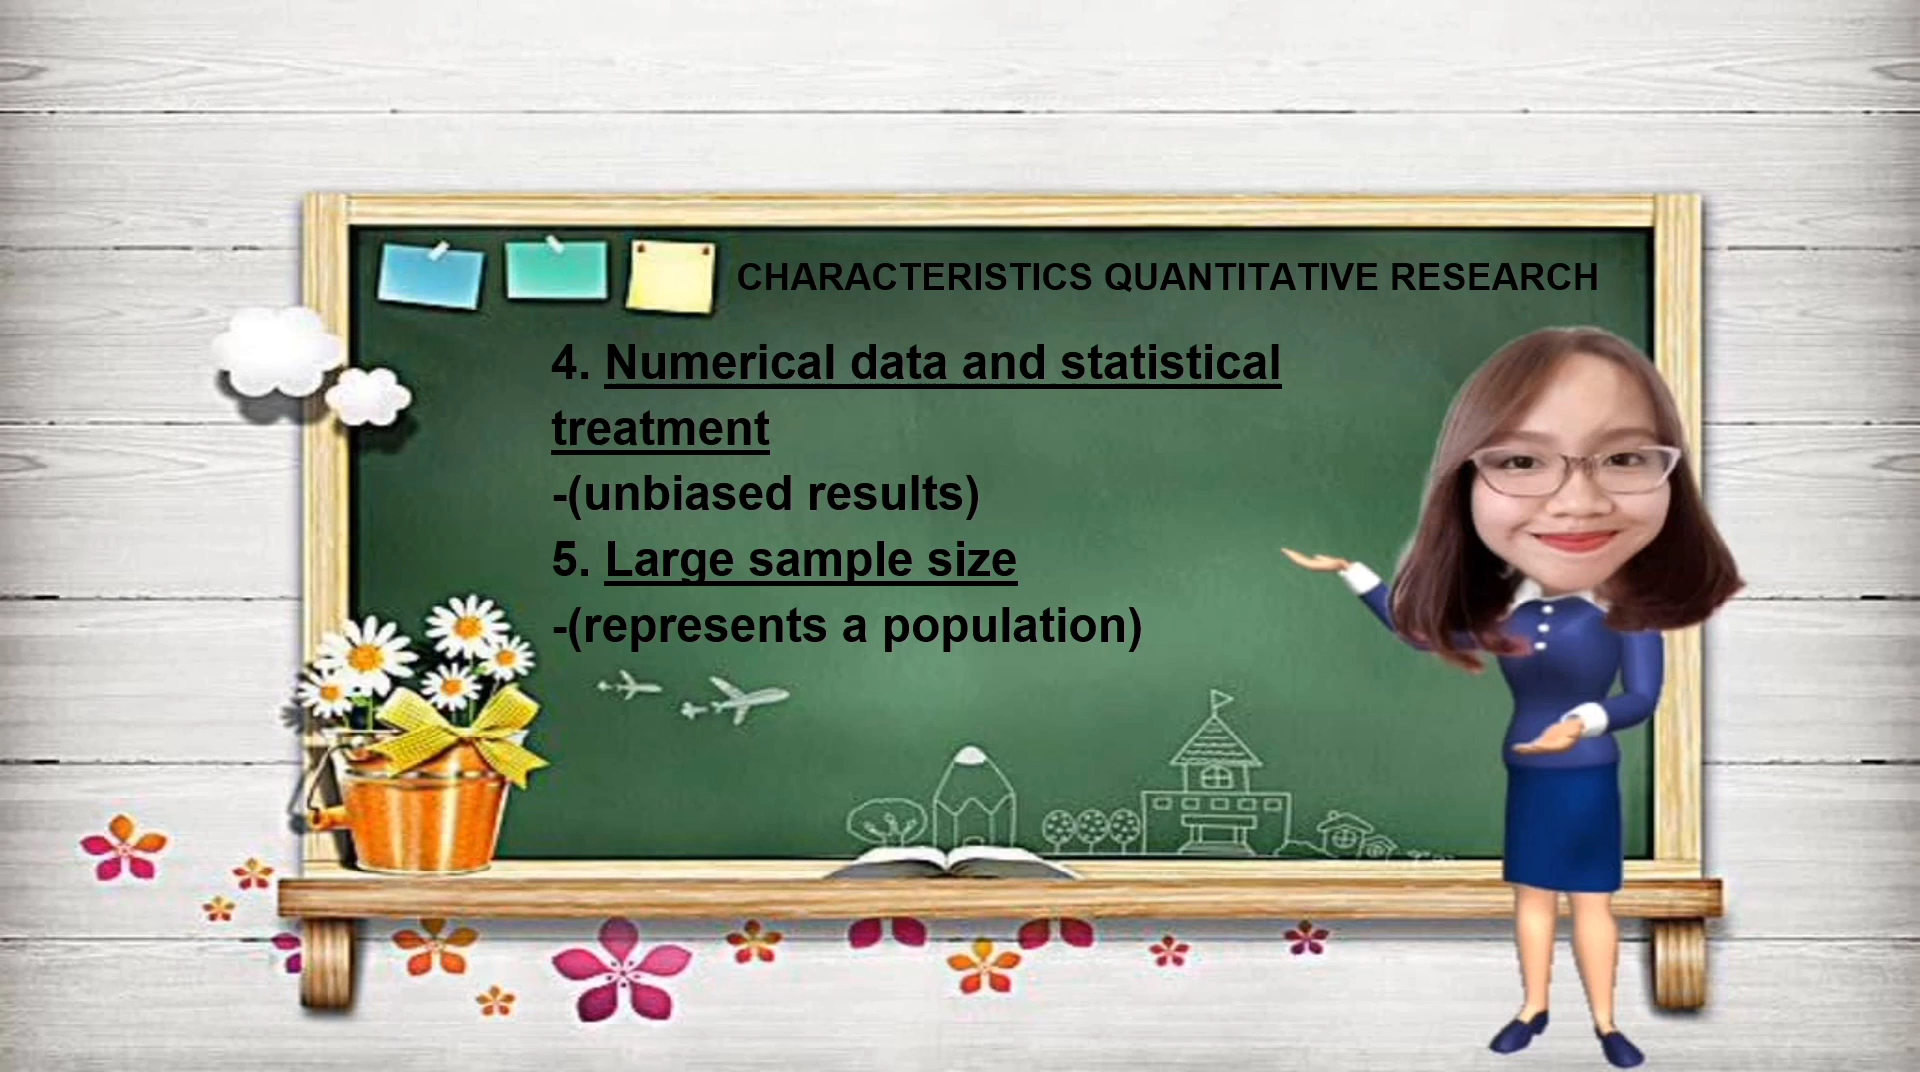 CHARACTERISTICS QUANTITATIVE RESEARCH
4. Numerical data and statistical
treatment
-(unbiased results)
5. Large sample size
-(represents a population)